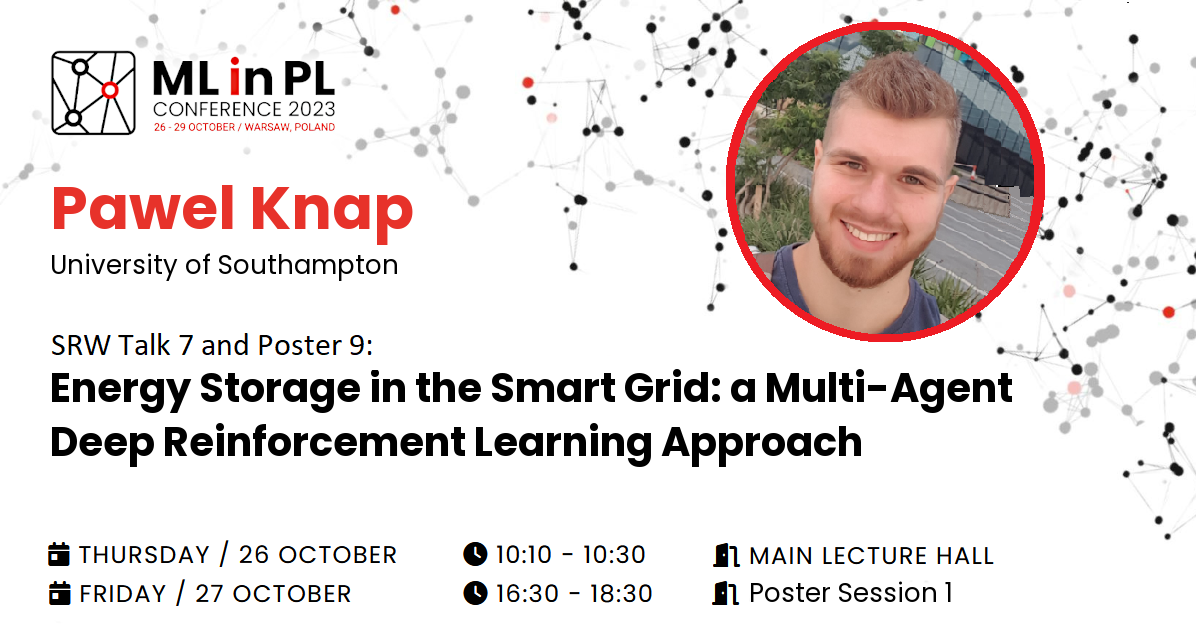 ML in PL
CONFERENCE 2023
26 - 29 OCTOBER / WARSAW, POLAND
Pawel Knap
University of Southampton
SRW Talk 7 and Poster 9:
Energy Storage in the Smart Grid: a Multi-Agent
Deep Reinforcement Learning Approach
THURSDAY / 26 OCTOBER 10:10 - 10:30 MAIN LECTURE HALL
FRIDAY / 27 OCTOBER 16:30 - 18:30 Poster Session 1